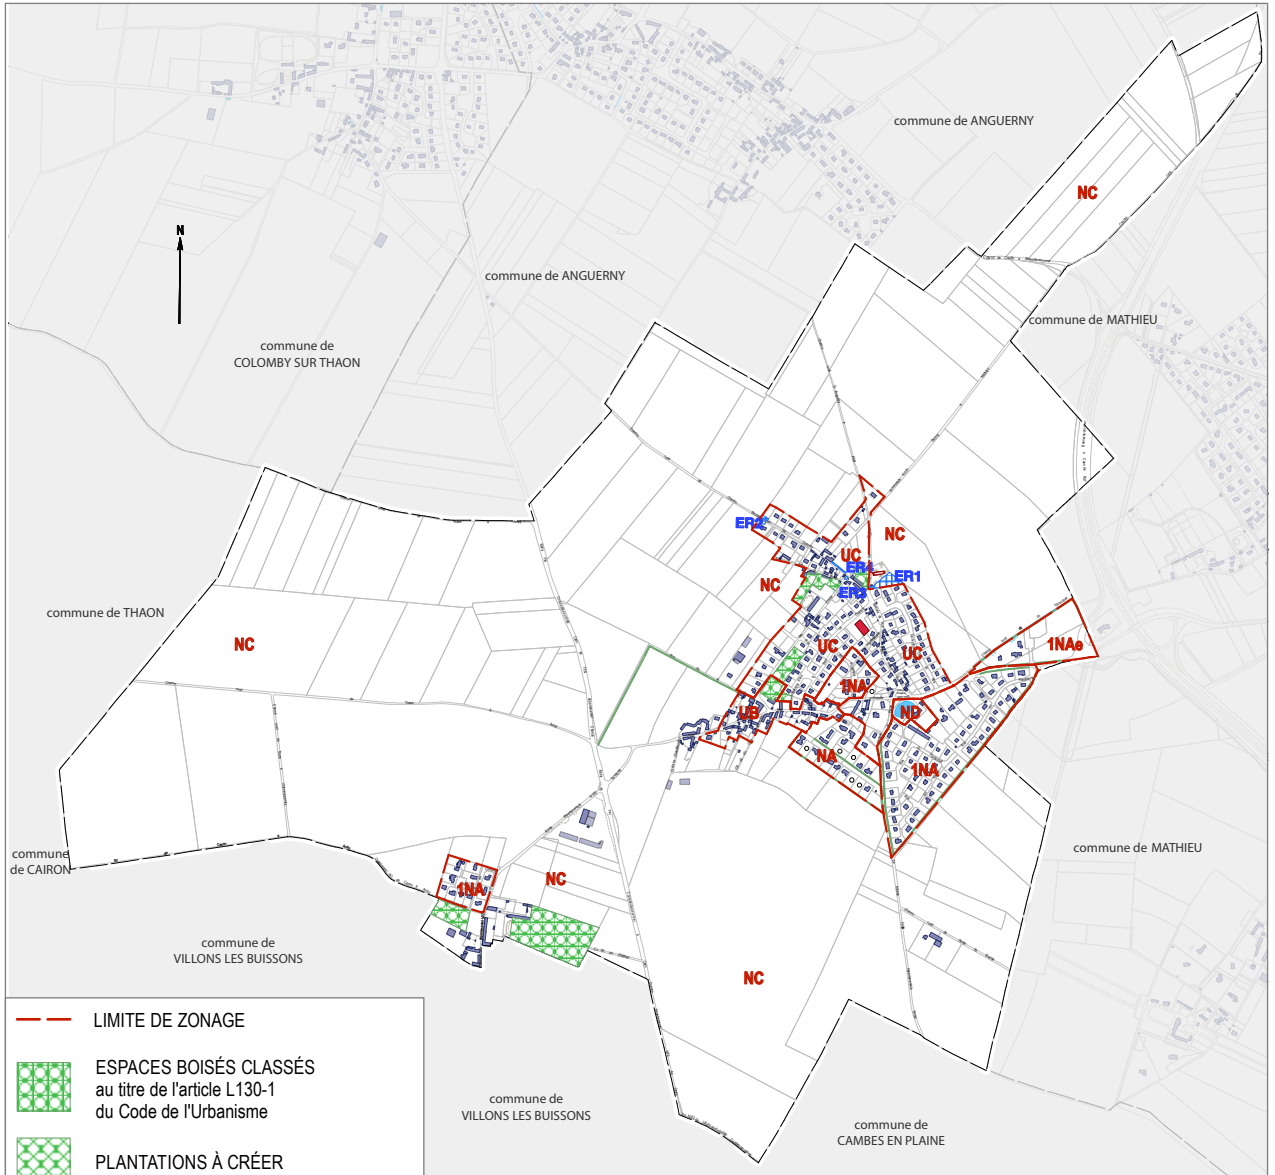 commune de ANGUERNY
NC
N
commune de ANGUERNY
commune de MATHIEU
commune de
COLOMBY SUR THAON
ER2
NC
UC
ER4
ER1
NC
ER3
commune de THAON
NC
UC
UC
1NAe
1NA
UB
ND
NA
1NA
commune
de CAIRON
commune de MATHIEU
1NA
NC
commune de
VILLONS LES BUISSONS
NC
LIMITE DE ZONAGE
ESPACES BOISÉS CLASSÉS
au titre de l'article L130-1
du Code de l'Urbanisme
commune de
VILLONS LES BUISSONS
commune de
CAMBES EN PLAINE
PLANTATIONS À CRÉER